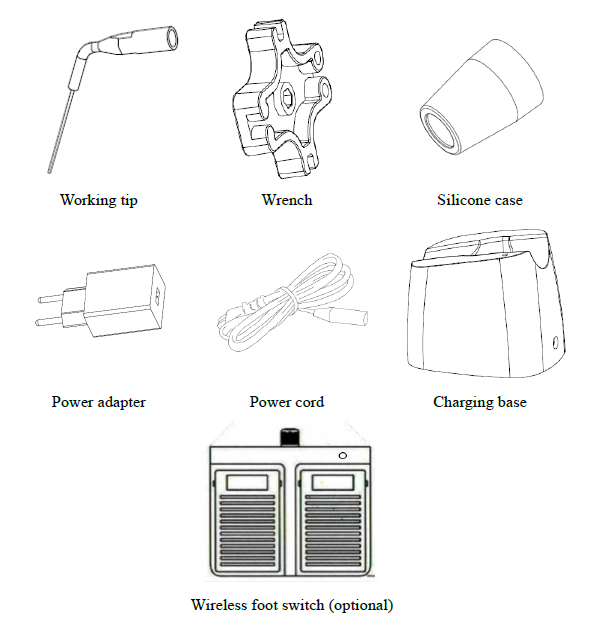 Working tip
Wrench
Silicone case
Power adapter
Power cord
Charging base
Wireless foot switch (optional)